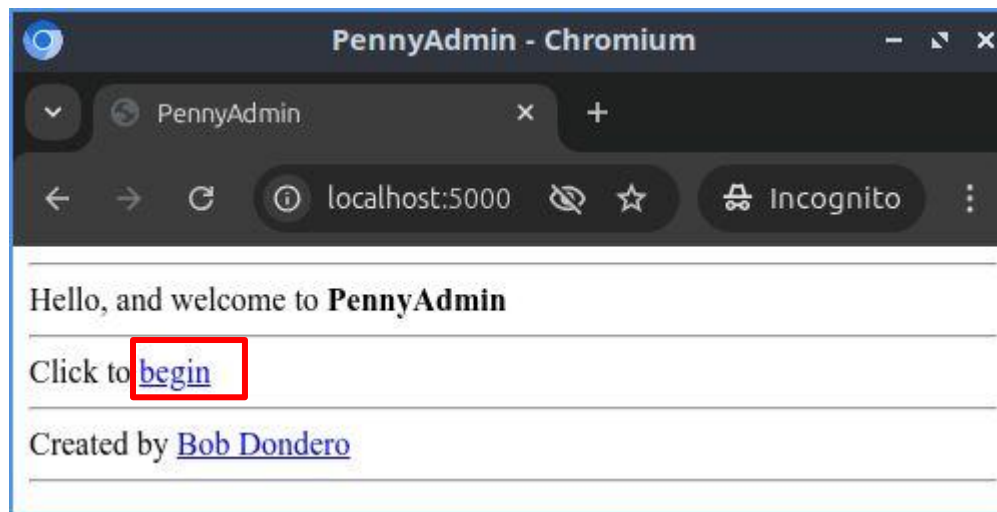 PennyAdmin - Chromium
PennyAdmin
localhost:5000 Incognito
Hello, and welcome to PennyAdmin
Click to begin
Created by Bob Dondero